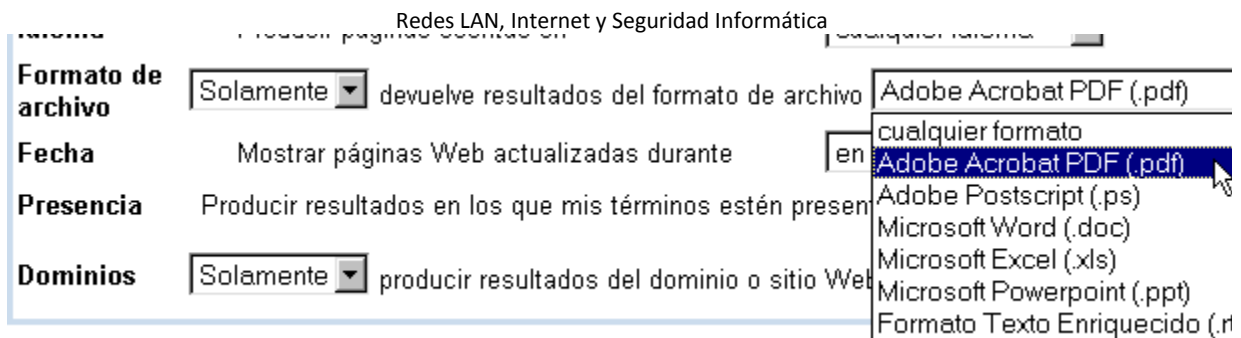 Redes LAN, Internet y Seguridad Informática
Formato de archivo
Solamente devuelve resultados del formato de archivo Adobe Acrobat PDF (.pdf)
cualquier formato
Fecha Mostrar páginas Web actualizadas durante en Adobe Acrobat PDF (.pdf)
Adobe Postscript (.ps)
Presencia Producir resultados en los que mis términos estén
Microsoft Word (.doc)
Microsoft Excel (.xls)
Dominios Solamente producir resultados del dominio o sitio
Microsoft Powerpoint (.ppt)
Formato Texto Enriquecido